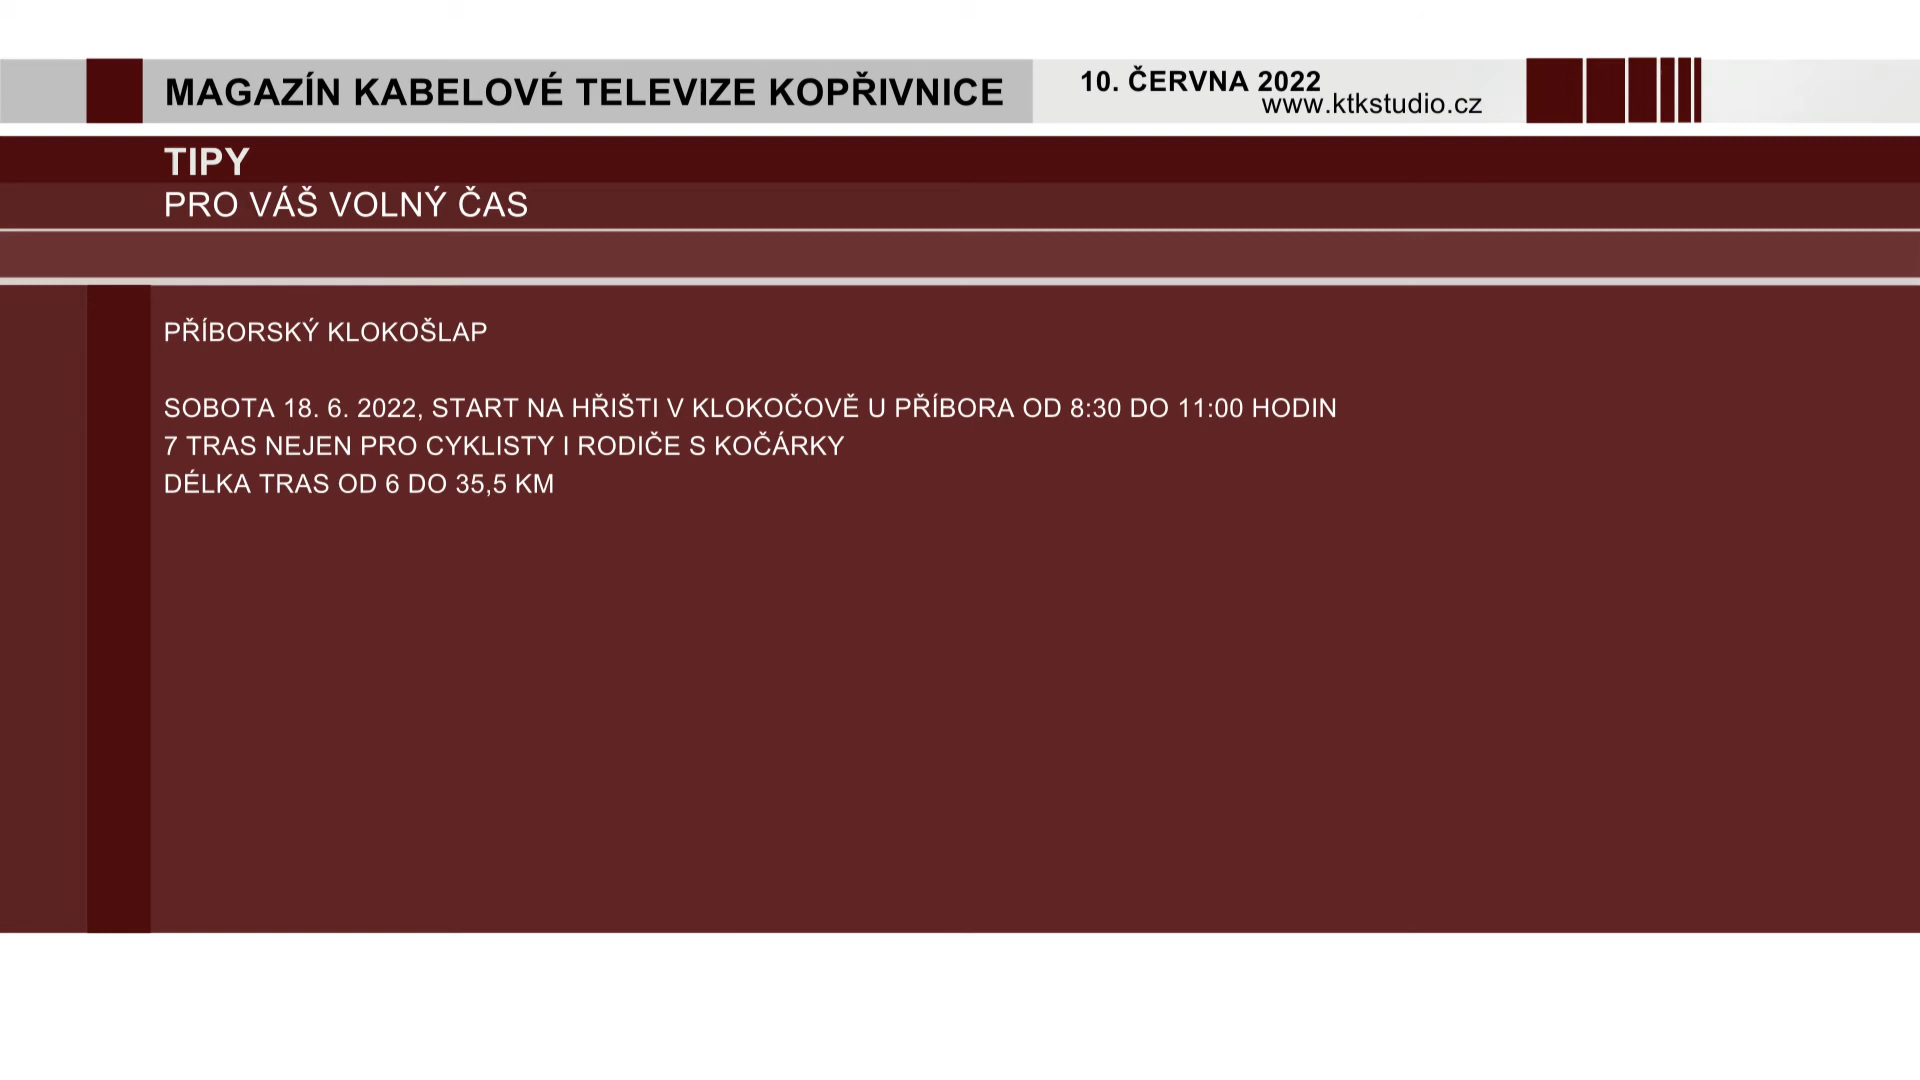 MAGAZÍN KABELOVÉ TELEVIZE KOPŘIVNICE
10. ČERVNA 2022
www.ktkstudio.cz
TIPY
PRO VÁŠ VOLNÝ ČAS
PŘÍBORSKÝ KLOKOŠLAP
SOBOTA 18. 6. 2022, START NA HŘIŠTI V KLOKOČOVĚ U PŘÍBORA OD 8:30 DO 11:00 HODIN
7 TRAS NEJEN PRO CYKLISTY I RODIČE S KOČÁRKY
DÉLKA TRAS OD 6 DO 35,5 KM